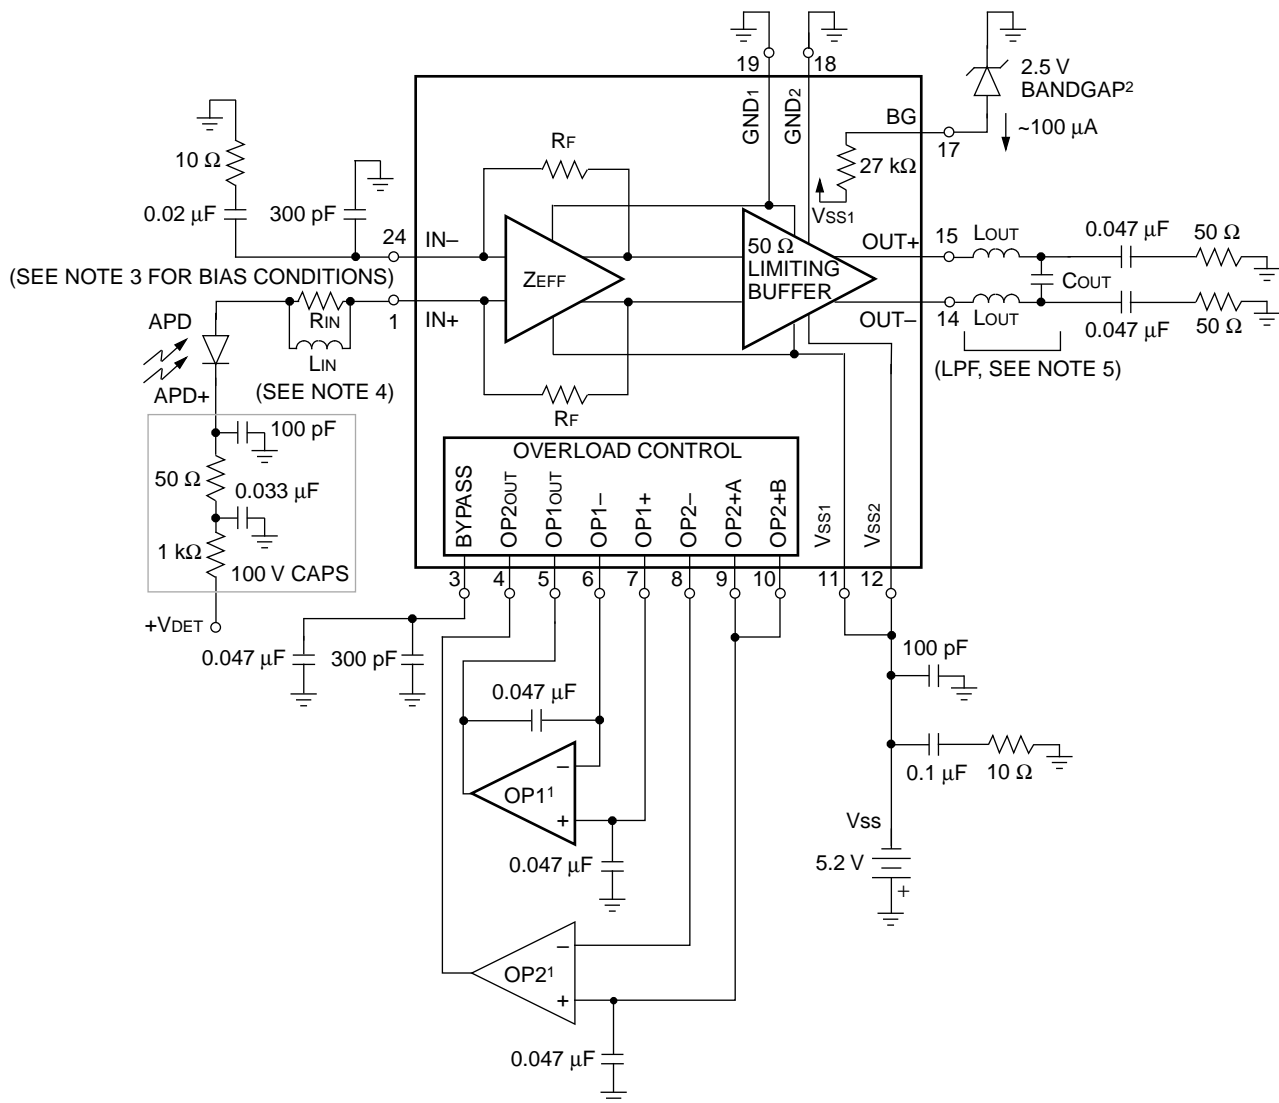 19
18
2.5 V
BANDGAP²
GND1
GND2
BG
17
~100 µA
10 Ω
RF
27 kΩ
0.02 µF
300 pF
VSS1
24
IN–
50 Ω
LIMITING
BUFFER
OUT+
15
LOUT
0.047 µF
50 Ω
(SEE NOTE 3 FOR BIAS CONDITIONS)
ZEFF
COUT
RIN
1
IN+
OUT–
14
LOUT
0.047 µF
50 Ω
APD
LIN
(SEE NOTE 4)
(LPF, SEE NOTE 5)
APD+
RF
100 pF
50 Ω
0.033 µF
1 kΩ
100 V CAPS
+VDET
OVERLOAD CONTROL
BYPASS
OP2OUT
OP1OUT
OP1–
OP1+
OP2–
OP2+A
OP2+B
VSS1
VSS2
3
4
5
6
7
8
9
10
11
12
0.047 µF
300 pF
100 pF
0.047 µF
–
OP1¹
+
0.1 µF
10 Ω
0.047 µF
VSS
5.2 V
+
–
OP2¹
+
0.047 µF